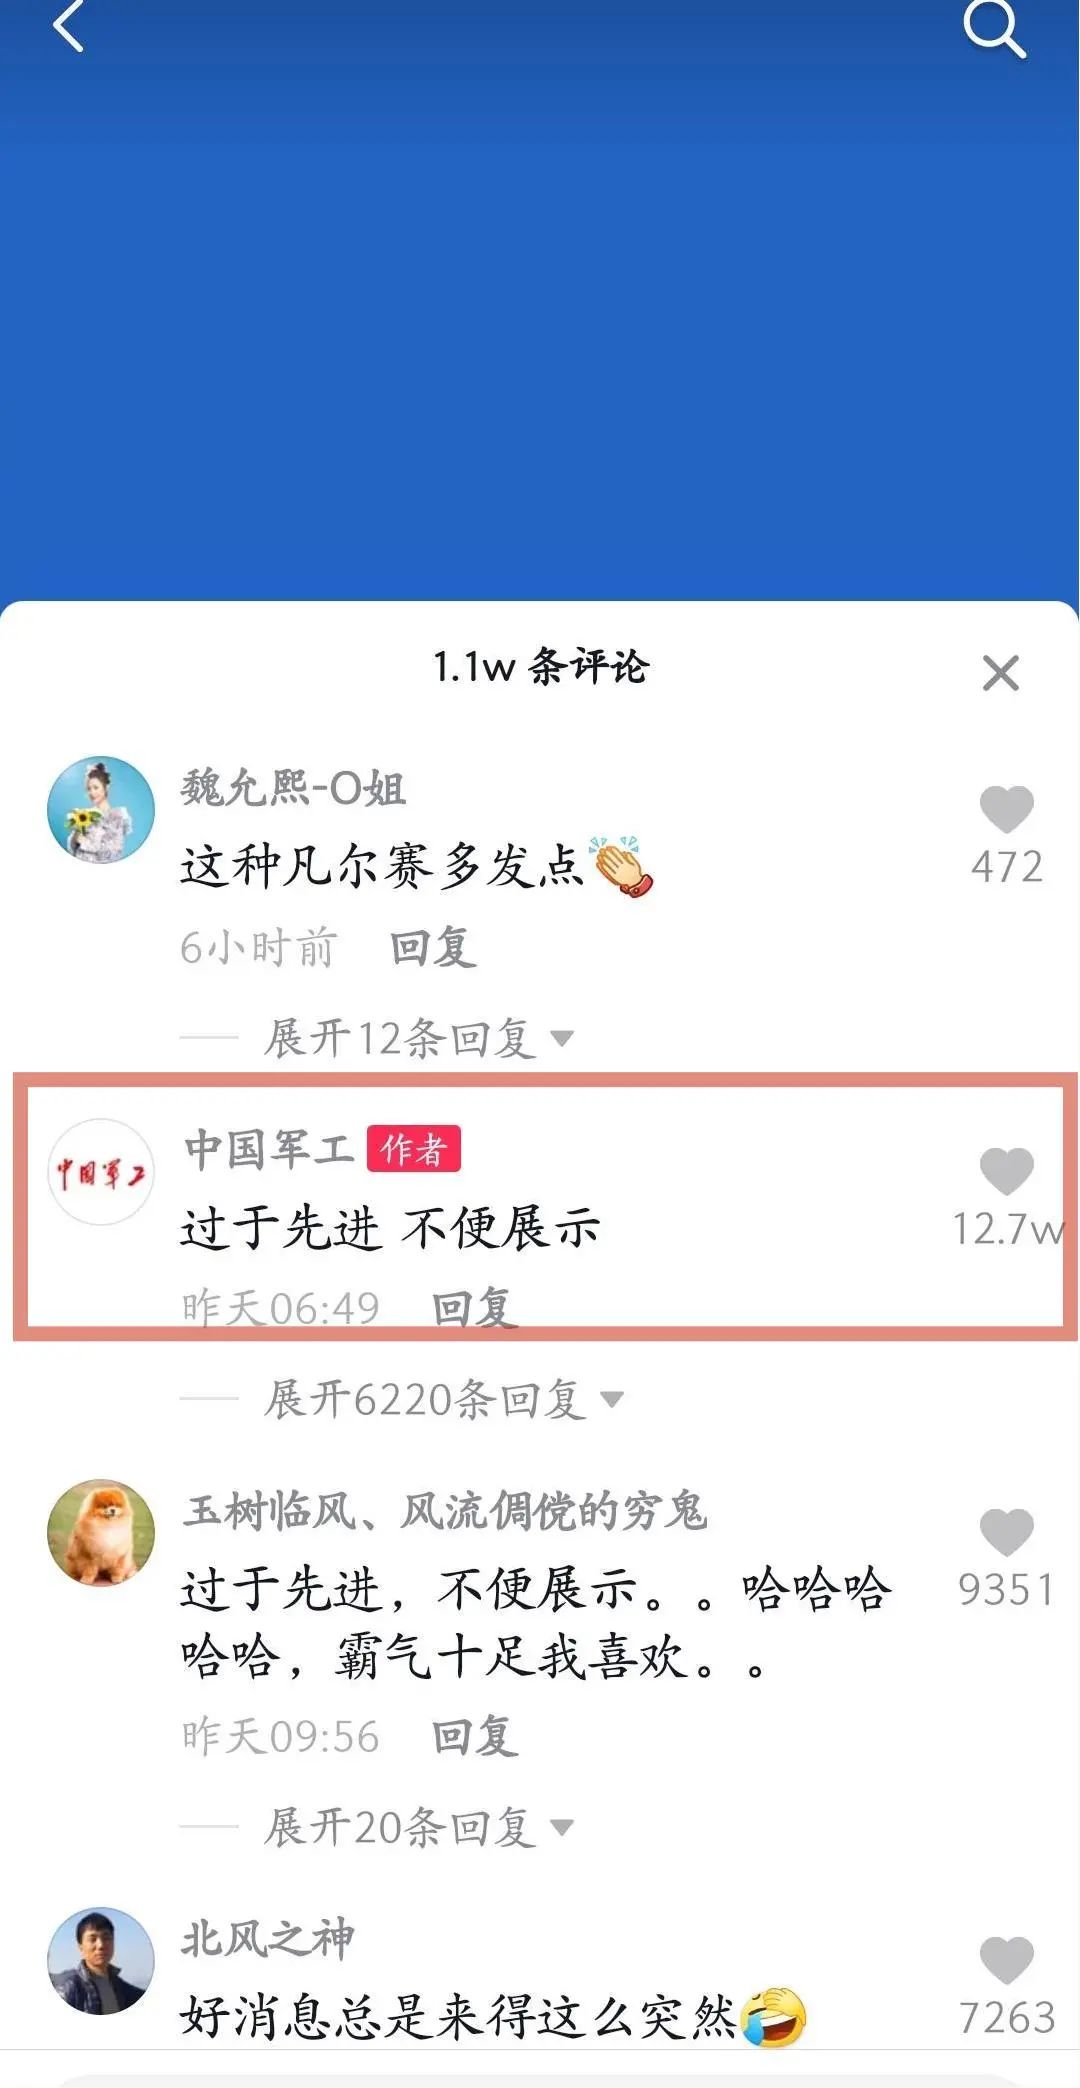 1.1w 条评论
魏允熙-O姐
这种凡尔赛多发点
472
6小时前 回复
展开12条回复
中国军工
中国军工 作者
过于先进 不便展示
12.7w
昨天06:49 回复
展开6220条回复
玉树临风、风流倜傥的穷鬼
过于先进，不便展示。。哈哈哈
9351
哈哈，霸气十足我喜欢。。
昨天09:56 回复
展开20条回复
北风之神
好消息总是来得这么突然
7263